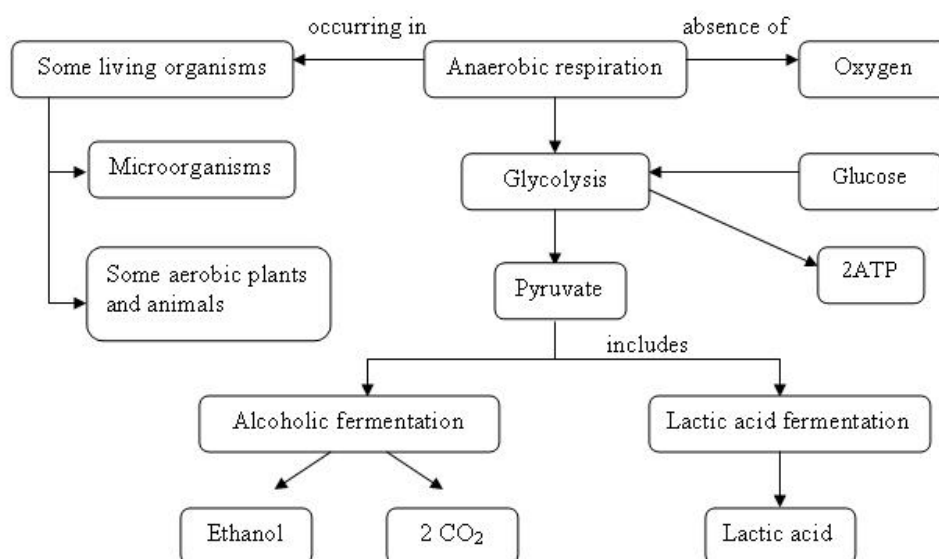 occurring in
absence of
Some living organisms
Anaerobic respiration
Oxygen
Microorganisms
Glycolysis
Glucose
Some aerobic plants
and animals
Pyruvate
2ATP
includes
Alcoholic fermentation
Lactic acid fermentation
Ethanol
2 CO₂
Lactic acid